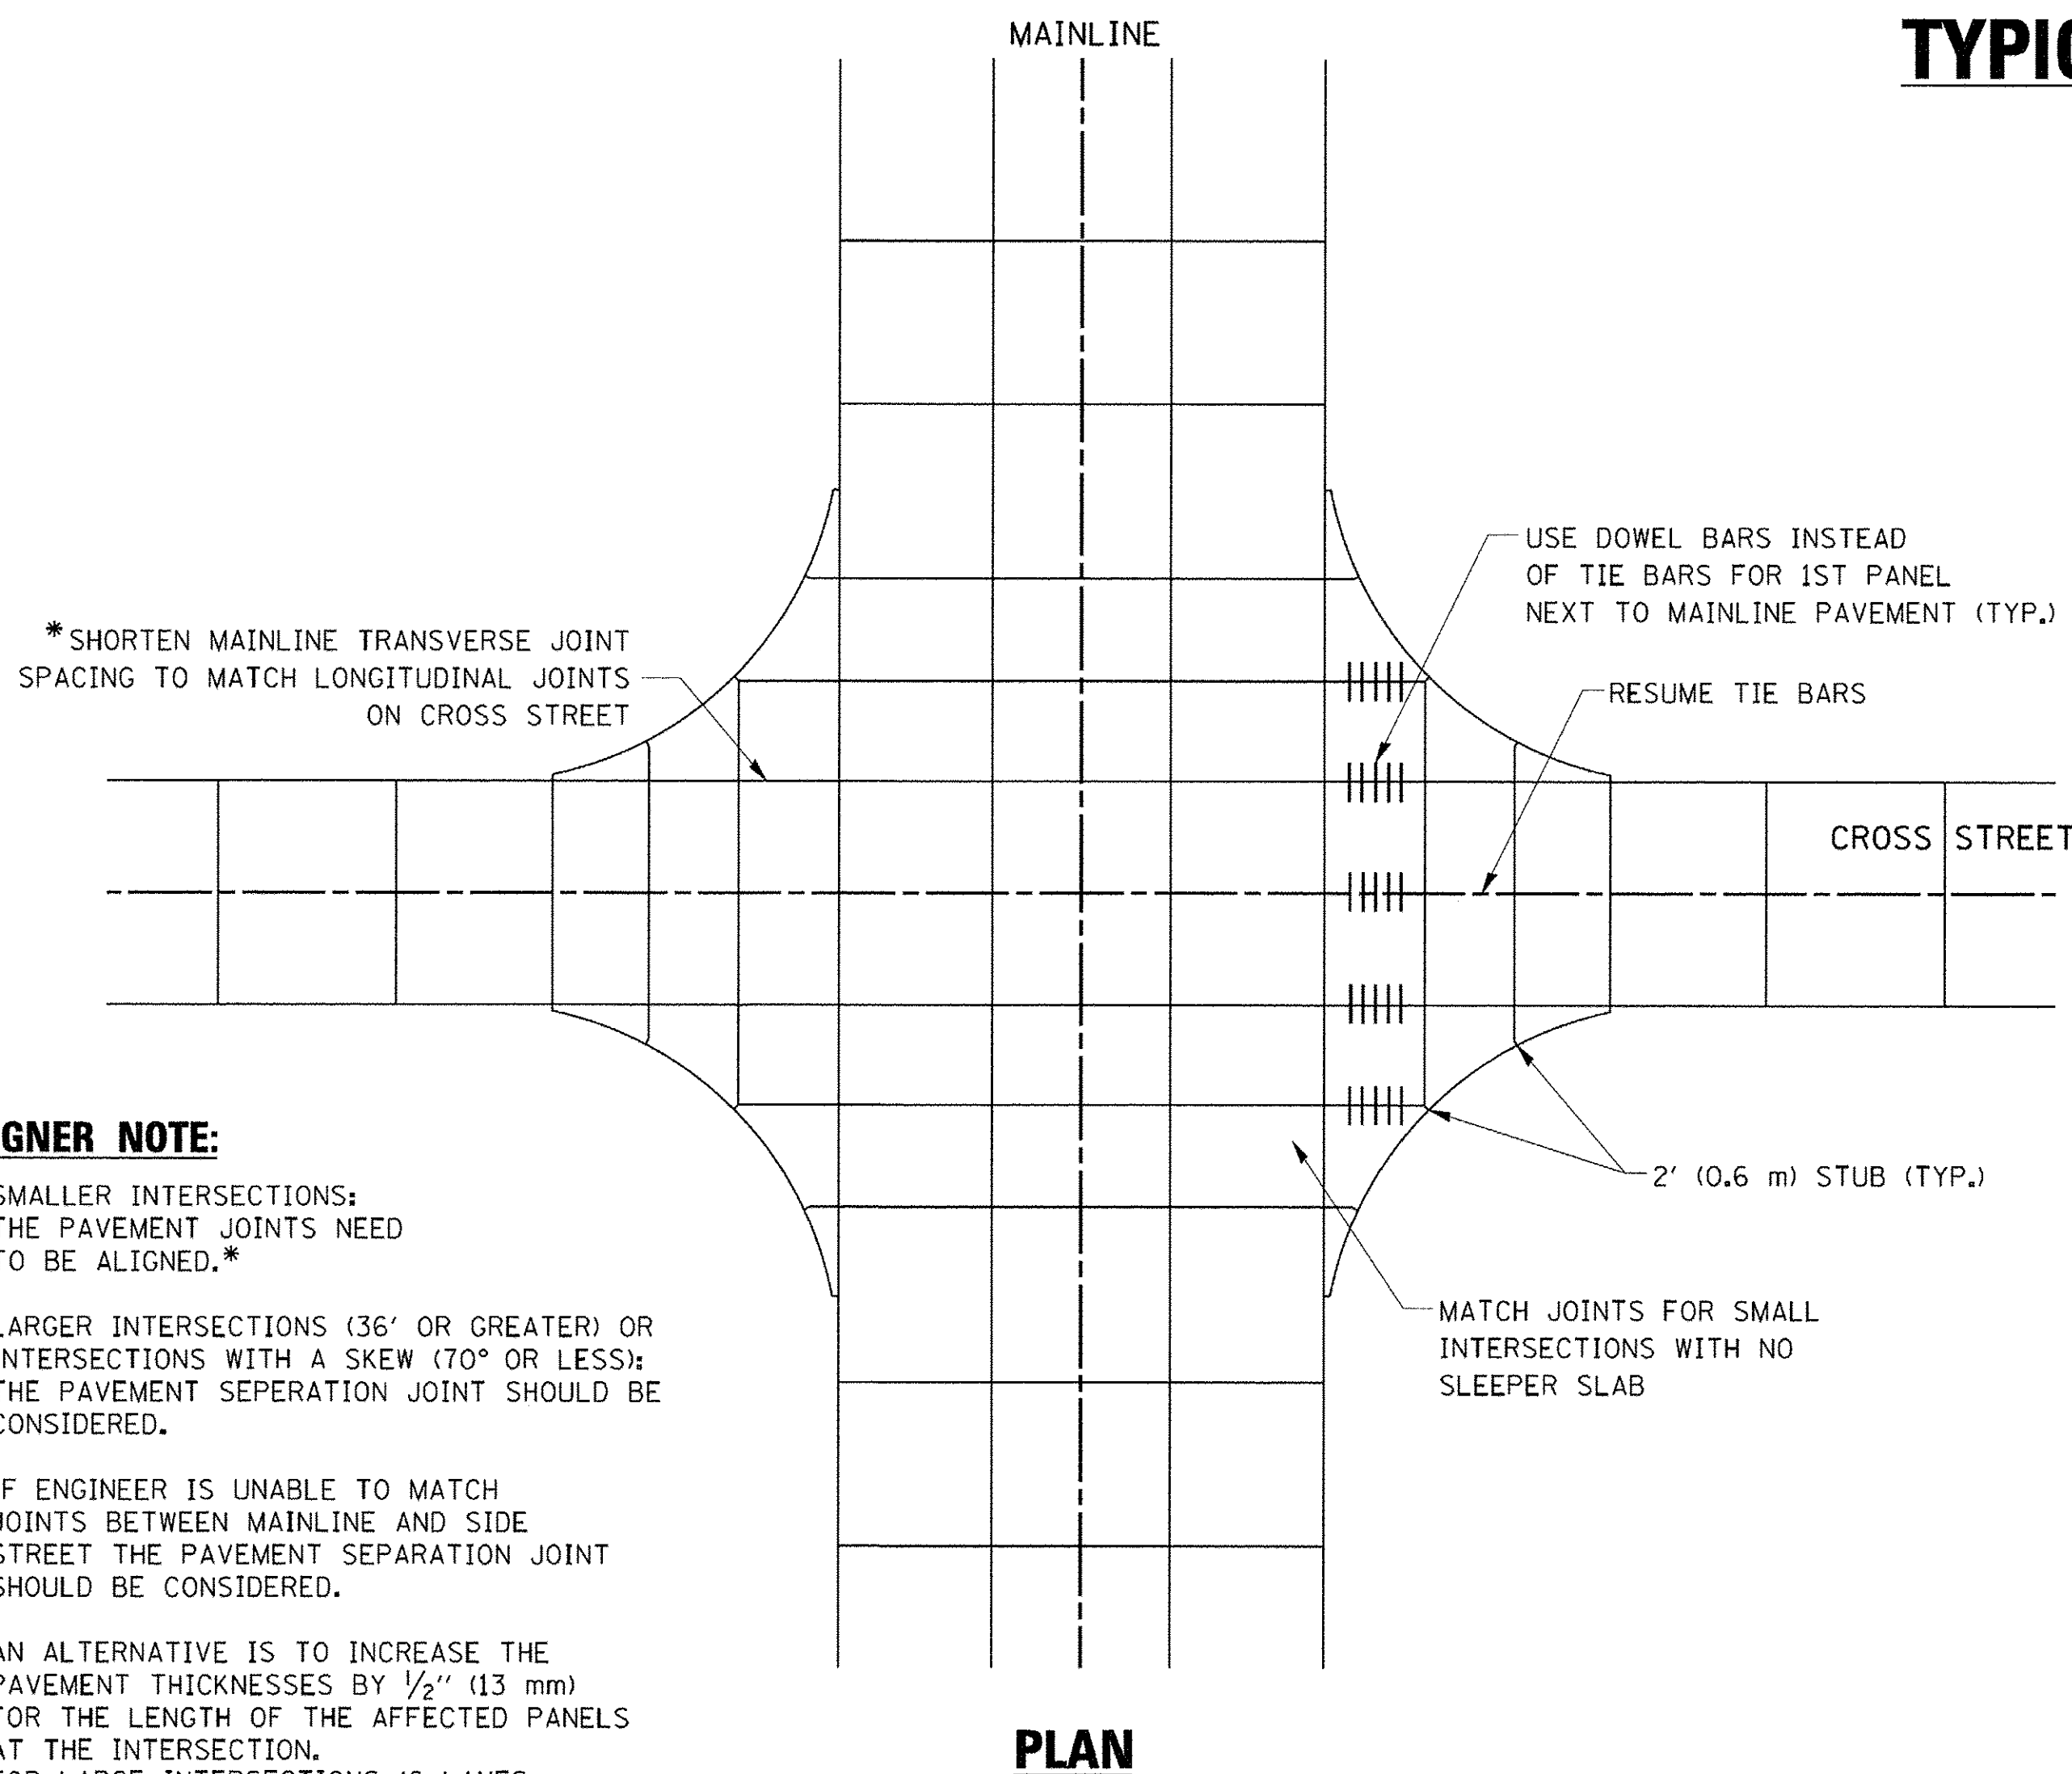 MAINLINE
USE DOWEL BARS INSTEAD
OF TIE BARS FOR 1ST PANEL
NEXT TO MAINLINE PAVEMENT (TYP.)
*SHORTEN MAINLINE TRANSVERSE JOINT
SPACING TO MATCH LONGITUDINAL JOINTS
ON CROSS STREET
RESUME TIE BARS
CROSS STREET
GNER NOTE:
SMALLER INTERSECTIONS:
THE PAVEMENT JOINTS NEED
TO BE ALIGNED.*
LARGER INTERSECTIONS (36' OR GREATER) OR
INTERSECTIONS WITH A SKEW (70° OR LESS):
THE PAVEMENT SEPERATION JOINT SHOULD BE
CONSIDERED.
IF ENGINEER IS UNABLE TO MATCH
JOINTS BETWEEN MAINLINE AND SIDE
STREET THE PAVEMENT SEPARATION JOINT
SHOULD BE CONSIDERED.
AN ALTERNATIVE IS TO INCREASE THE
PAVEMENT THICKNESSES BY 1/2" (13 mm)
FOR THE LENGTH OF THE AFFECTED PANELS
AT THE INTERSECTION.
2' (0.6 m) STUB (TYP.)
MATCH JOINTS FOR SMALL
INTERSECTIONS WITH NO
SLEEPER SLAB
PLAN